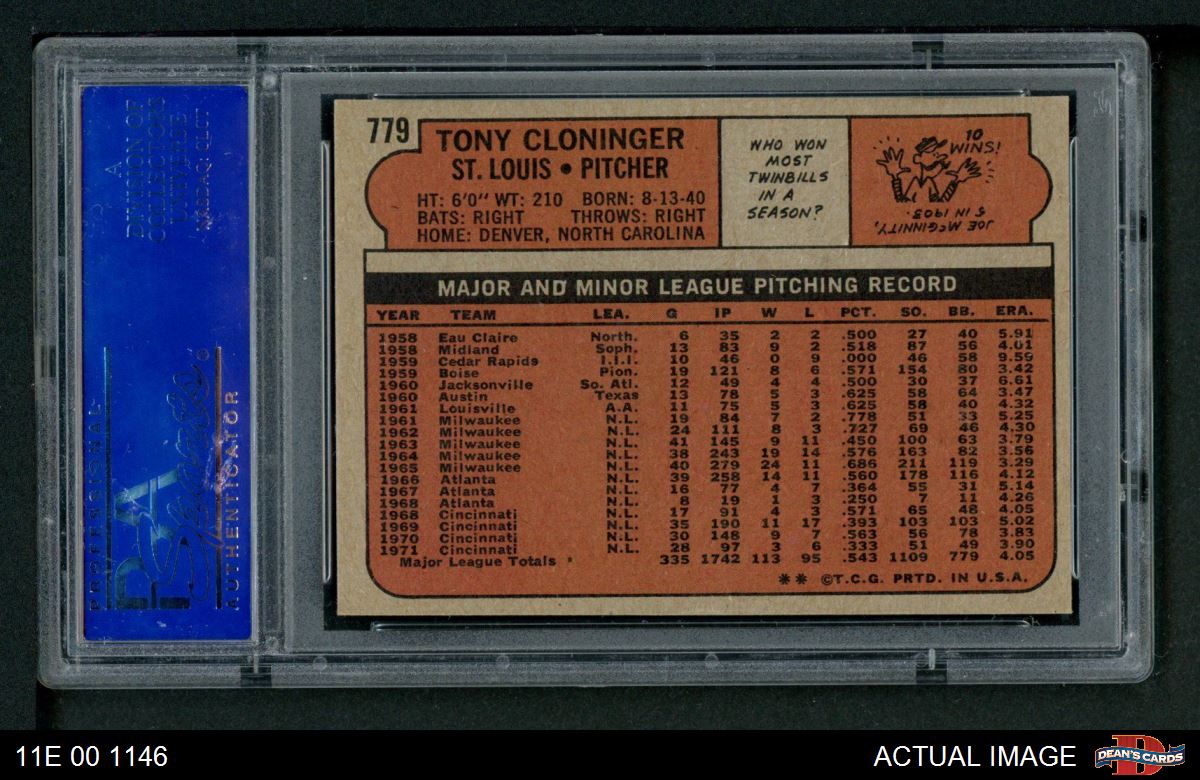 A
DIVISION OF
COLLECTORS
UNIVERSE
NASDAQ: CLCT
PROFESSIONAL
PSA
Sports
AUTHENTICATOR
779
TONY CLONINGER
ST. LOUIS • PITCHER
HT: 6'0" WT: 210 BORN: 8-13-40
BATS: RIGHT THROWS: RIGHT
HOME: DENVER, NORTH CAROLINA
WHO WON
MOST
TWINBILLS
IN A
SEASON?
10
WINS!
JOE McGINNITY,
5 IN 1903.
MAJOR AND MINOR LEAGUE PITCHING RECORD
YEAR TEAM LEA. G IP W L PCT. SO. BB. ERA.
1958 Eau Claire North. 6 35 2 2 .500 27 40 5.91
1958 Midland Soph. 13 83 9 2 .518 87 56 4.01
1959 Cedar Rapids I.I.I. 10 46 0 9 .000 46 58 9.59
1959 Boise Pion. 19 121 8 6 .571 154 80 3.42
1960 Jacksonville So. Atl. 12 49 4 4 .500 30 37 6.61
1960 Austin Texas 13 78 5 3 .625 58 64 3.47
1961 Louisville A.A. 11 75 5 3 .625 58 40 4.32
1961 Milwaukee N.L. 19 84 7 2 .778 51 33 5.25
1962 Milwaukee N.L. 24 111 8 3 .727 69 46 4.30
1963 Milwaukee N.L. 41 145 9 11 .450 100 63 3.79
1964 Milwaukee N.L. 38 243 19 14 .576 163 82 3.56
1965 Milwaukee N.L. 40 279 24 11 .686 211 119 3.29
1966 Atlanta N.L. 39 258 14 11 .560 178 116 4.12
1967 Atlanta N.L. 16 77 4 7 .364 55 31 5.14
1968 Atlanta N.L. 8 19 1 3 .250 7 11 4.26
1968 Cincinnati N.L. 17 91 4 3 .571 65 48 4.05
1969 Cincinnati N.L. 35 190 11 17 .393 103 103 5.02
1970 Cincinnati N.L. 30 148 9 7 .563 56 78 3.83
1971 Cincinnati N.L. 28 97 3 6 .333 51 49 3.90
Major League Totals 335 1742 113 95 .543 1109 779 4.05
** ©T.C.G. PRTD. IN U.S.A.
11E 00 1146
ACTUAL IMAGE
DEAN'S CARDS